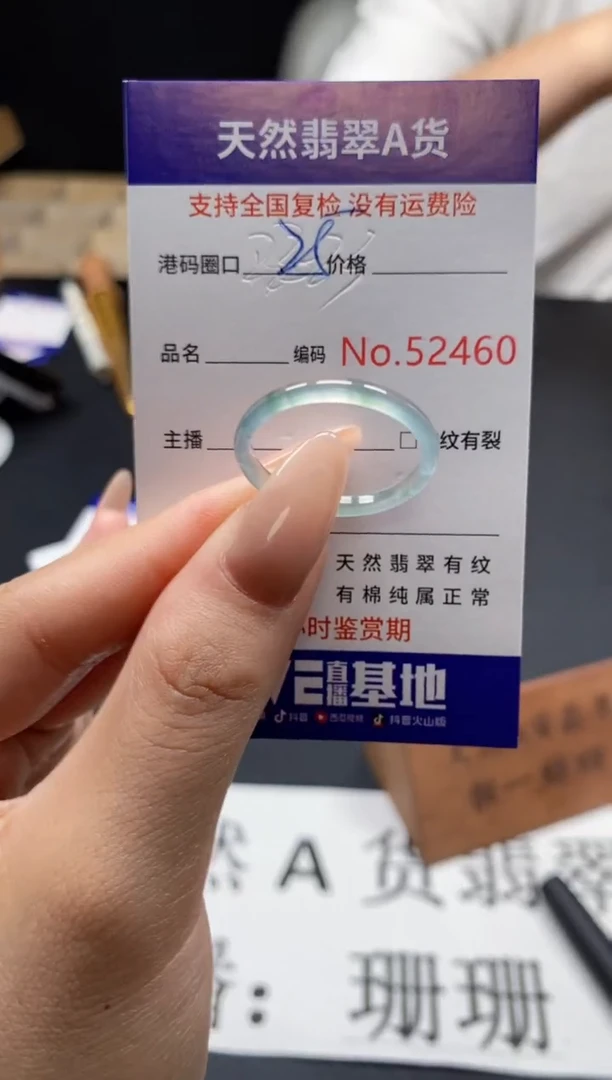 天然翡翠A货
支持全国复检 没有运费险
港码圈口 25 价格
品名 编码 No.52460
主播 □ 纹有裂
天然翡翠有纹
有棉纯属正常
时鉴赏期
VE直播基地
抖音 西瓜视频 抖音火山版
A货翡翠
：珊珊